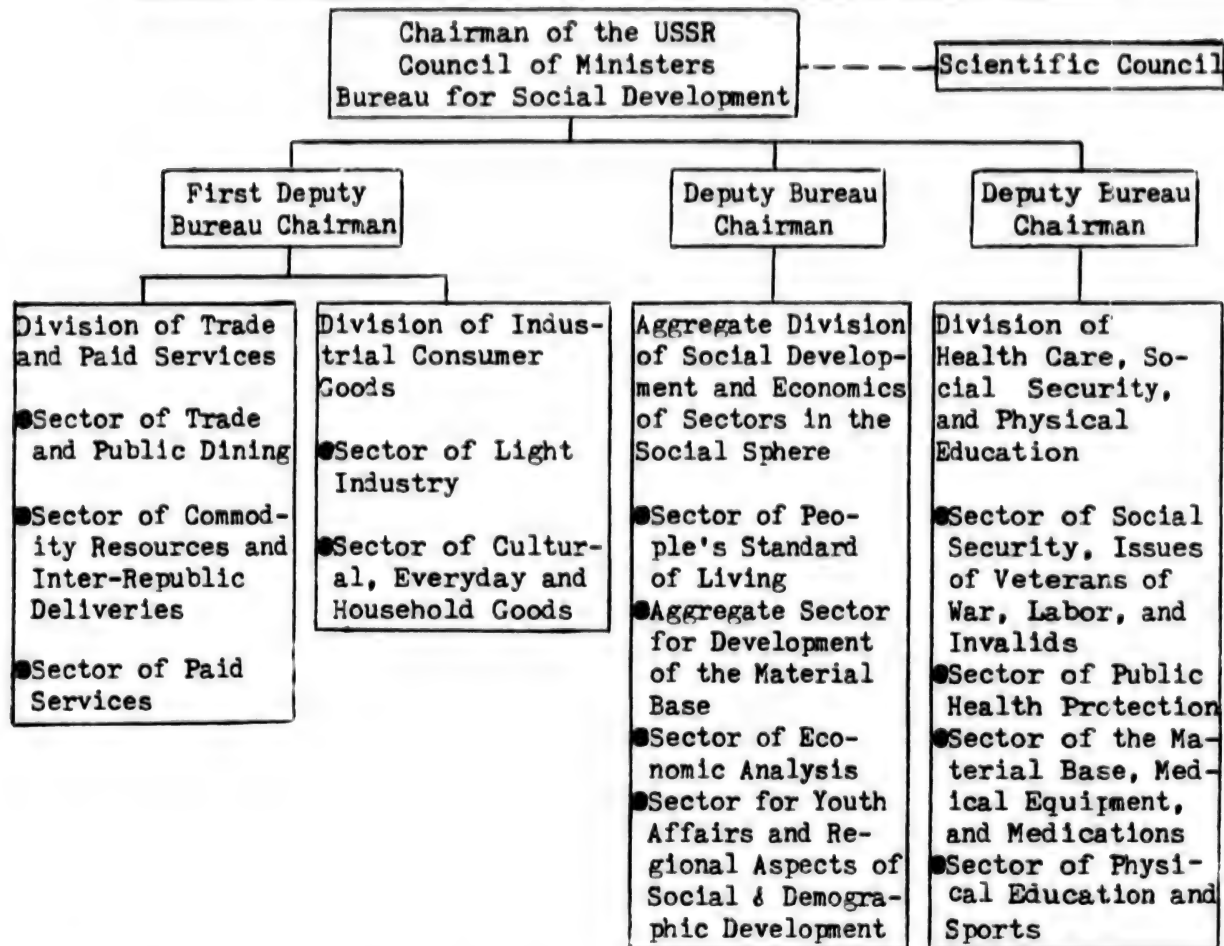 Chairman of the USSR
Council of Ministers
Bureau for Social Development
Scientific Council
First Deputy
Bureau Chairman
Deputy Bureau
Chairman
Deputy Bureau
Chairman
Division of Trade
and Paid Services
●Sector of Trade
and Public Dining
●Sector of Commod-
ity Resources and
Inter-Republic
Deliveries
●Sector of Paid
Services
Division of Indus-
trial Consumer
Goods
●Sector of Light
Industry
●Sector of Cultur-
al, Everyday and
Household Goods
Aggregate Division
of Social Develop-
ment and Economics
of Sectors in the
Social Sphere
●Sector of Peo-
ple's Standard
of Living
●Aggregate Sector
for Development
of the Material
Base
●Sector of Eco-
nomic Analysis
●Sector for Youth
Affairs and Re-
gional Aspects of
Social & Demogra-
phic Development
Division of
Health Care, So-
cial Security,
and Physical
Education
●Sector of Social
Security, Issues
of Veterans of
War, Labor, and
Invalids
●Sector of Public
Health Protection
●Sector of the Ma-
terial Base, Med-
ical Equipment,
and Medications
●Sector of Physi-
cal Education and
Sports